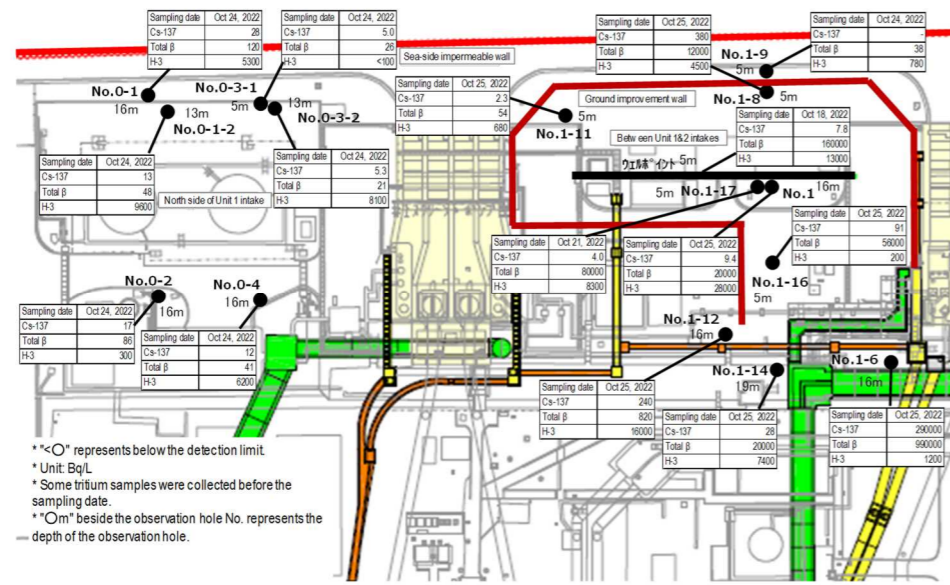 Sampling date Oct 24, 2022
Cs-137 28
Total β 120
H-3 5300
Sampling date Oct 24, 2022
Cs-137 5.0
Total β 26
H-3 <100
Sea-side impermeable wall
Sampling date Oct 25, 2022
Cs-137 380
Total β 12000
H-3 4500
Sampling date Oct 24, 2022
Cs-137 -
Total β 38
H-3 780
No.1-9
5m
No.0-1
16m
No.0-3-1
5m
13m
No.0-1-2
13m
No.0-3-2
Sampling date Oct 25, 2022
Cs-137 2.3
Total β 54
H-3 680
5m
No.1-11
Ground improvement wall
No.1-8
5m
Between Unit 1&2 intakes
Sampling date Oct 18, 2022
Cs-137 7.8
Total β 160000
H-3 13000
Sampling date Oct 24, 2022
Cs-137 13
Total β 48
H-3 9600
North side of Unit 1 intake
Sampling date Oct 24, 2022
Cs-137 5.3
Total β 21
H-3 8100
ウェルポイント 5m
5m No.1-17
No.1 16m
Sampling date Oct 21, 2022
Cs-137 4.0
Total β 80000
H-3 8300
Sampling date Oct 25, 2022
Cs-137 9.4
Total β 20000
H-3 28000
Sampling date Oct 25, 2022
Cs-137 91
Total β 56000
H-3 200
No.1-16
5m
No.0-2
16m
No.0-4
16m
Sampling date Oct 24, 2022
Cs-137 17
Total β 86
H-3 300
Sampling date Oct 24, 2022
Cs-137 12
Total β 41
H-3 6200
No.1-12
16m
No.1-14
19m
No.1-6
16m
Sampling date Oct 25, 2022
Cs-137 240
Total β 820
H-3 16000
Sampling date Oct 25, 2022
Cs-137 28
Total β 20000
H-3 7400
Sampling date Oct 25, 2022
Cs-137 290000
Total β 990000
H-3 1200
* "<○" represents below the detection limit.
* Unit: Bq/L
* Some tritium samples were collected before the
sampling date.
* "○m" beside the observation hole No. represents the
depth of the observation hole.